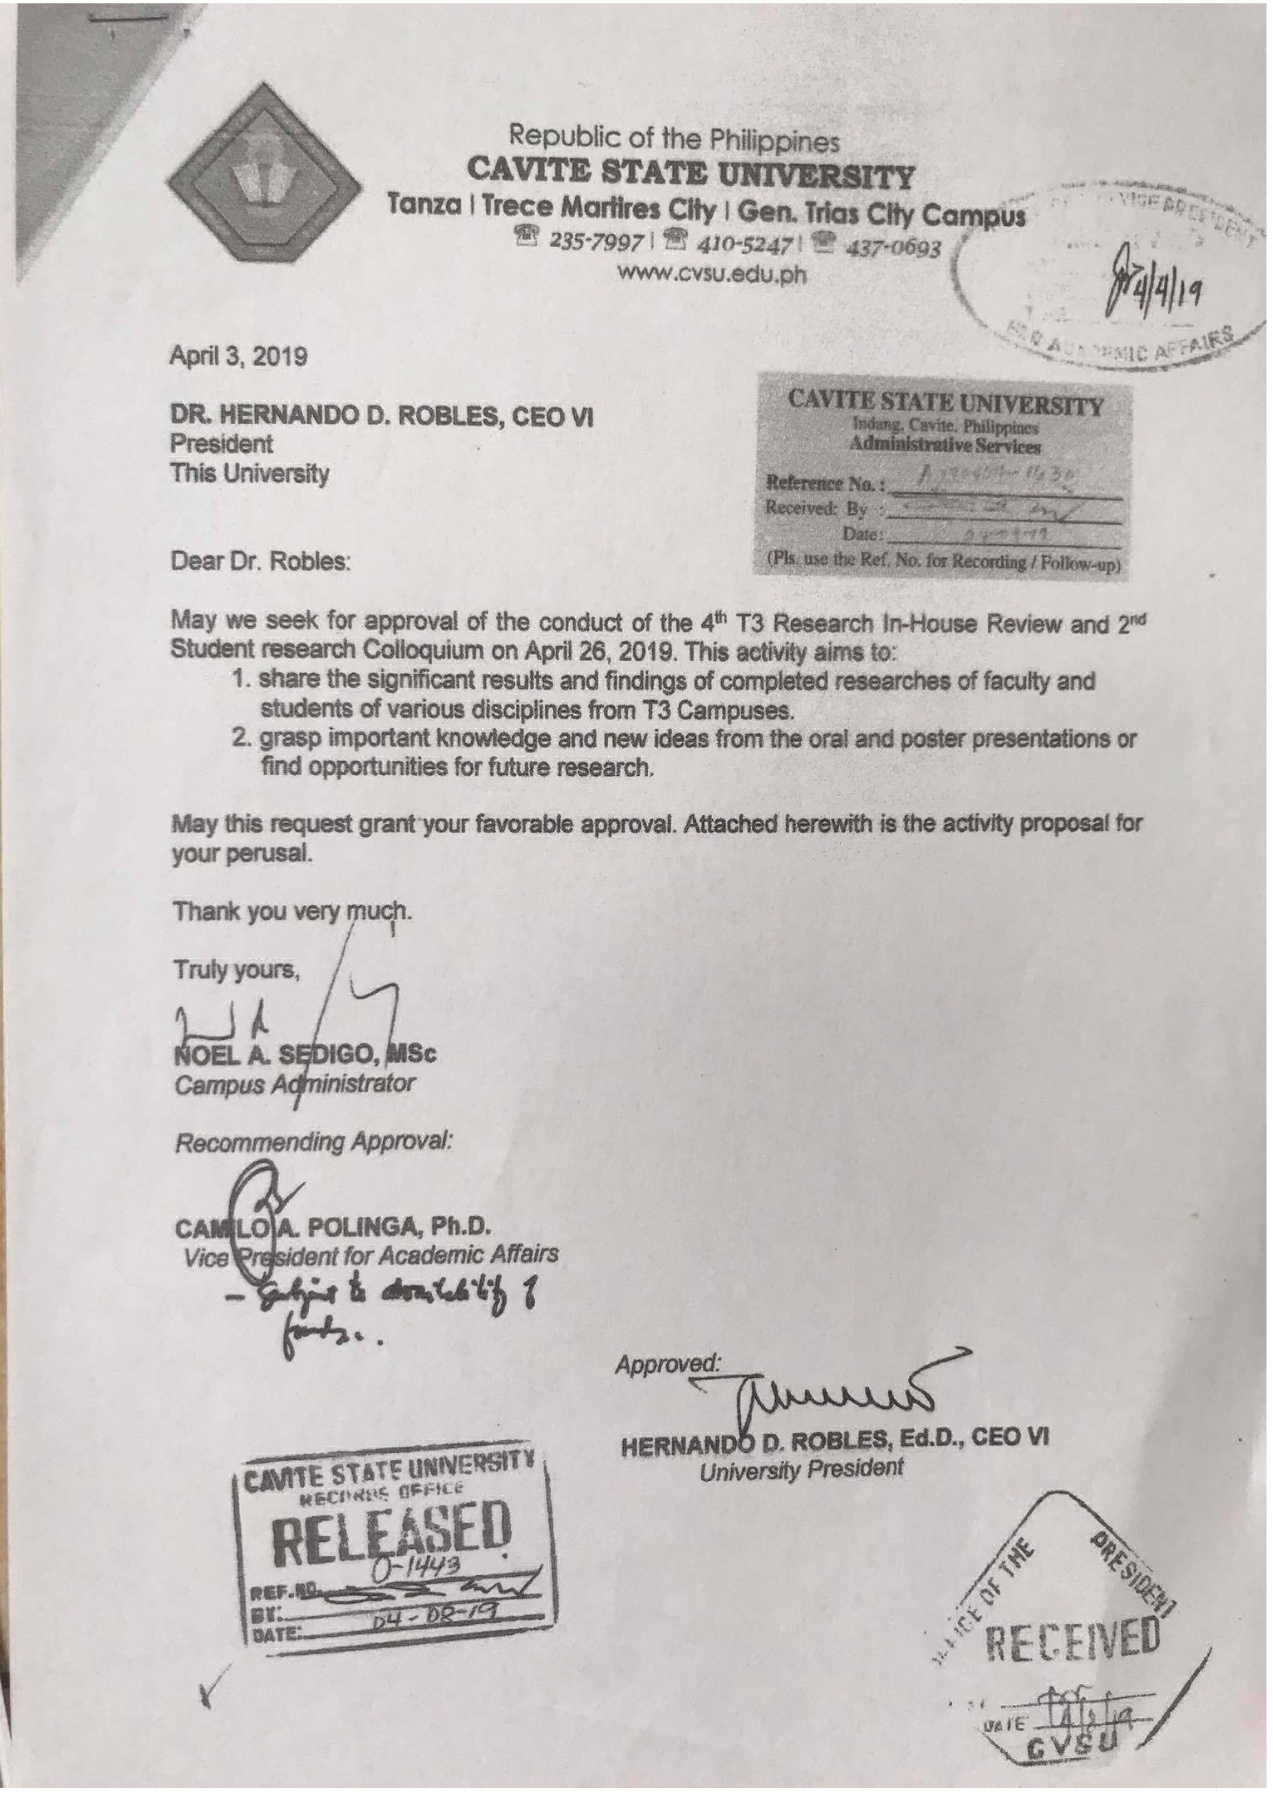 Republic of the Philippines
CAVITE STATE UNIVERSITY
Tanza | Trece Martires City | Gen. Trias City Campus
☎ 235-7997 | ☎ 410-5247 | ☎ 437-0693
www.cvsu.edu.ph
VICE PRESIDENT
4/4/19
FOR ACADEMIC AFFAIRS
April 3, 2019
DR. HERNANDO D. ROBLES, CEO VI
President
This University
CAVITE STATE UNIVERSITY
Indang, Cavite, Philippines
Administrative Services
Reference No. :
Received: By :
Date:
(Pls. use the Ref. No. for Recording / Follow-up)
Dear Dr. Robles:
May we seek for approval of the conduct of the 4th T3 Research In-House Review and 2nd
Student research Colloquium on April 26, 2019. This activity aims to:
1. share the significant results and findings of completed researches of faculty and
students of various disciplines from T3 Campuses.
2. grasp important knowledge and new ideas from the oral and poster presentations or
find opportunities for future research.
May this request grant your favorable approval. Attached herewith is the activity proposal for
your perusal.
Thank you very much.
Truly yours,
NOEL A. SEDIGO, MSc
Campus Administrator
Recommending Approval:
CAMILO A. POLINGA, Ph.D.
Vice President for Academic Affairs
- Subject to availability of
funds..
Approved:
HERNANDO D. ROBLES, Ed.D., CEO VI
University President
CAVITE STATE UNIVERSITY
RECORDS OFFICE
RELEASED
O-1443
REF.NO.
BY:
DATE: 04-08-19
OFFICE OF THE PRESIDENT
RECEIVED
DATE
CVSU